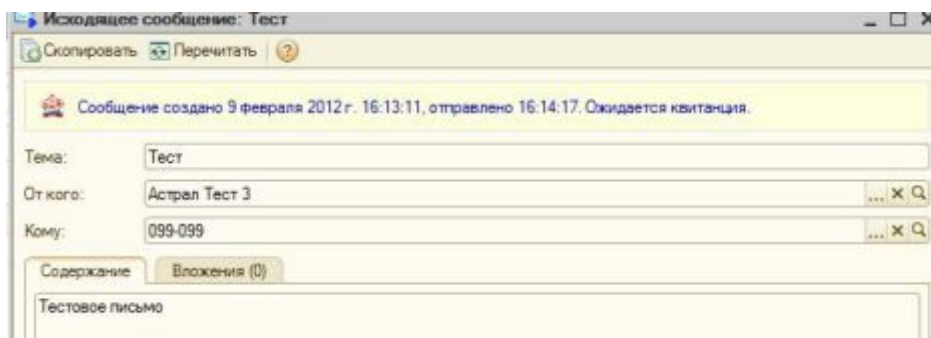 Исходящее сообщение: Тест
Скопировать Перечитать
Сообщение создано 9 февраля 2012 г. 16:13:11, отправлено 16:14:17. Ожидается квитанция.
Тема: Тест
От кого: Астрал Тест 3
Кому: 099-099
Содержание Вложения (0)
Тестовое письмо